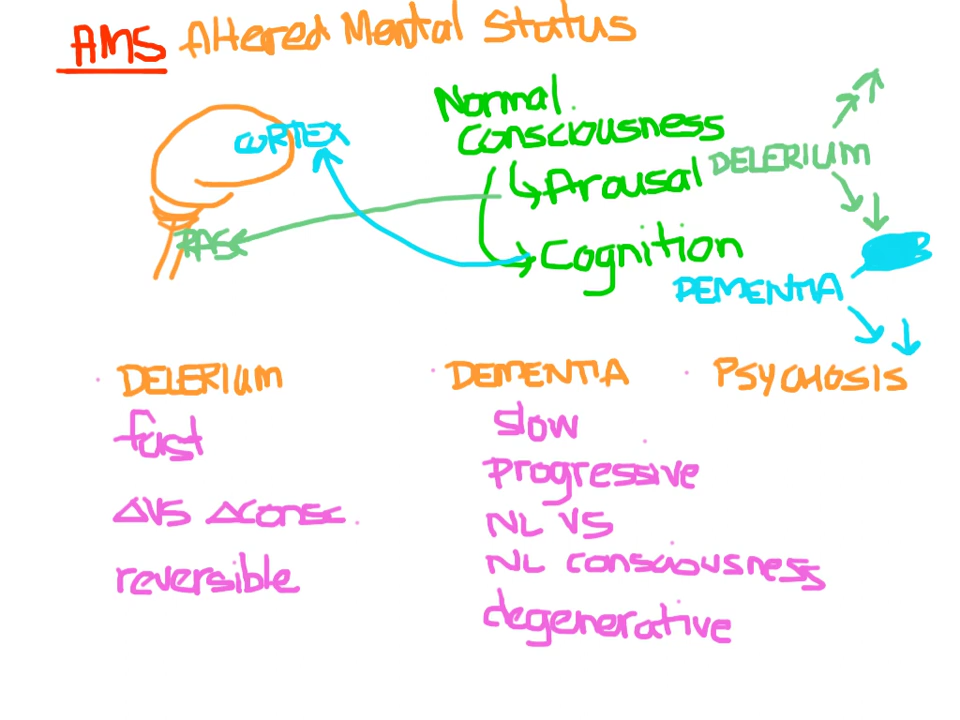 AMS Altered Mental Status
CORTEX
RAS
Normal
Consciousness
Arousal
Cognition
DELERIUM
DEMENTIA
DELERIUM
fast
ΔVS ΔCONSC.
reversible
DEMENTIA
slow
Progressive
NL VS
NL consciousness
degenerative
PSYCHOSIS